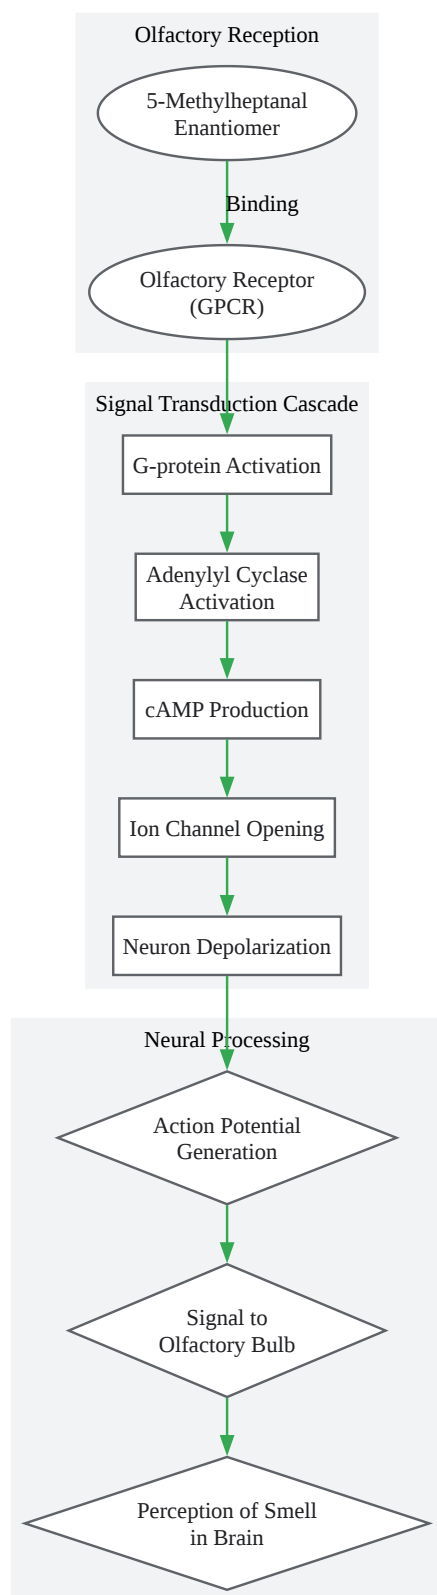 Olfactory Reception
5-Methylheptanal
Enantiomer
Binding
Olfactory Receptor
(GPCR)
Signal Transduction Cascade
G-protein Activation
Adenylyl Cyclase
Activation
cAMP Production
Ion Channel Opening
Neuron Depolarization
Neural Processing
Action Potential
Generation
Signal to
Olfactory Bulb
Perception of Smell
in Brain